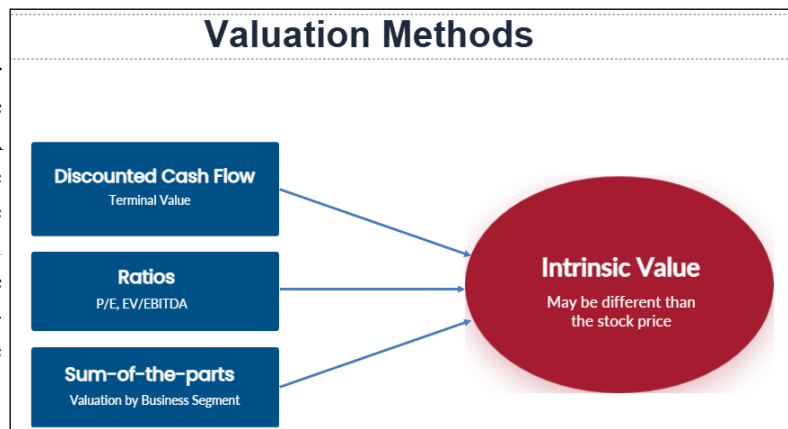 Valuation Methods
Discounted Cash Flow
Terminal Value
Ratios
P/E, EV/EBITDA
Sum-of-the-parts
Valuation by Business Segment
Intrinsic Value
May be different than
the stock price